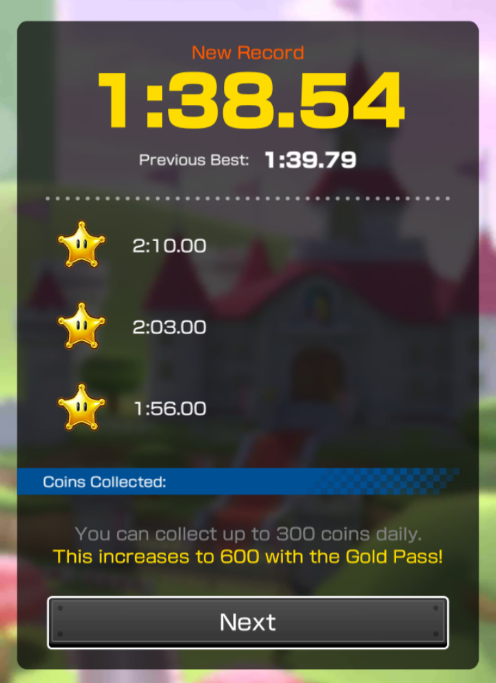 New Record
1:38.54
Previous Best: 1:39.79
2:10.00
2:03.00
1:56.00
Coins Collected:
You can collect up to 300 coins daily.
This increases to 600 with the Gold Pass!
Next